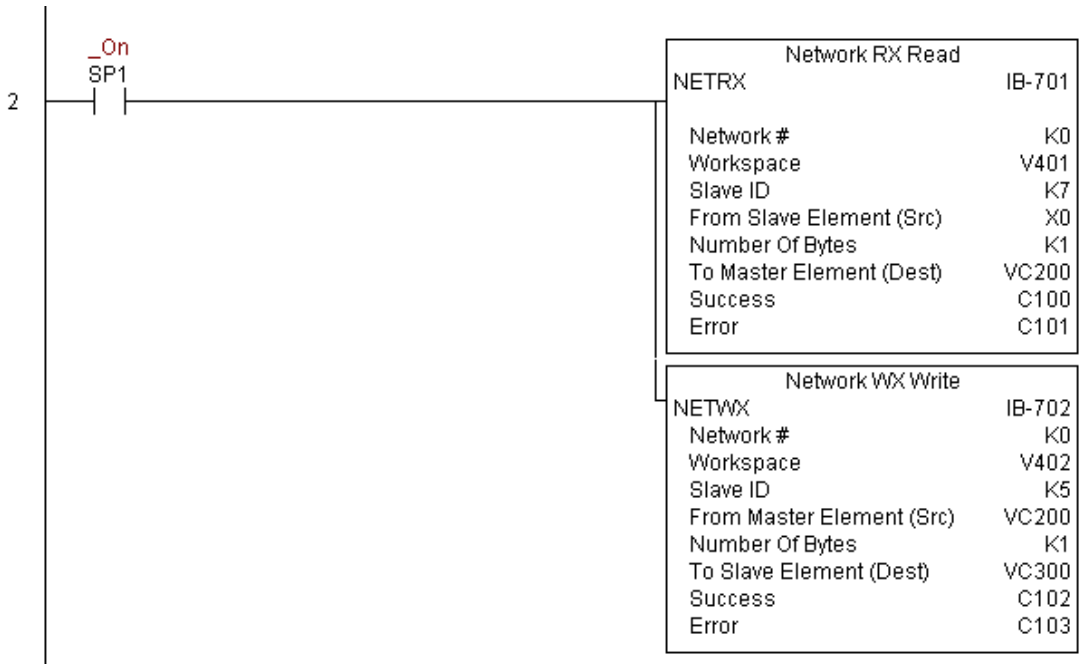 _On
SP1
2
Network RX Read
NETRX IB-701
Network # K0
Workspace V401
Slave ID K7
From Slave Element (Src) X0
Number Of Bytes K1
To Master Element (Dest) VC200
Success C100
Error C101
Network WX Write
NETWX IB-702
Network # K0
Workspace V402
Slave ID K5
From Master Element (Src) VC200
Number Of Bytes K1
To Slave Element (Dest) VC300
Success C102
Error C103